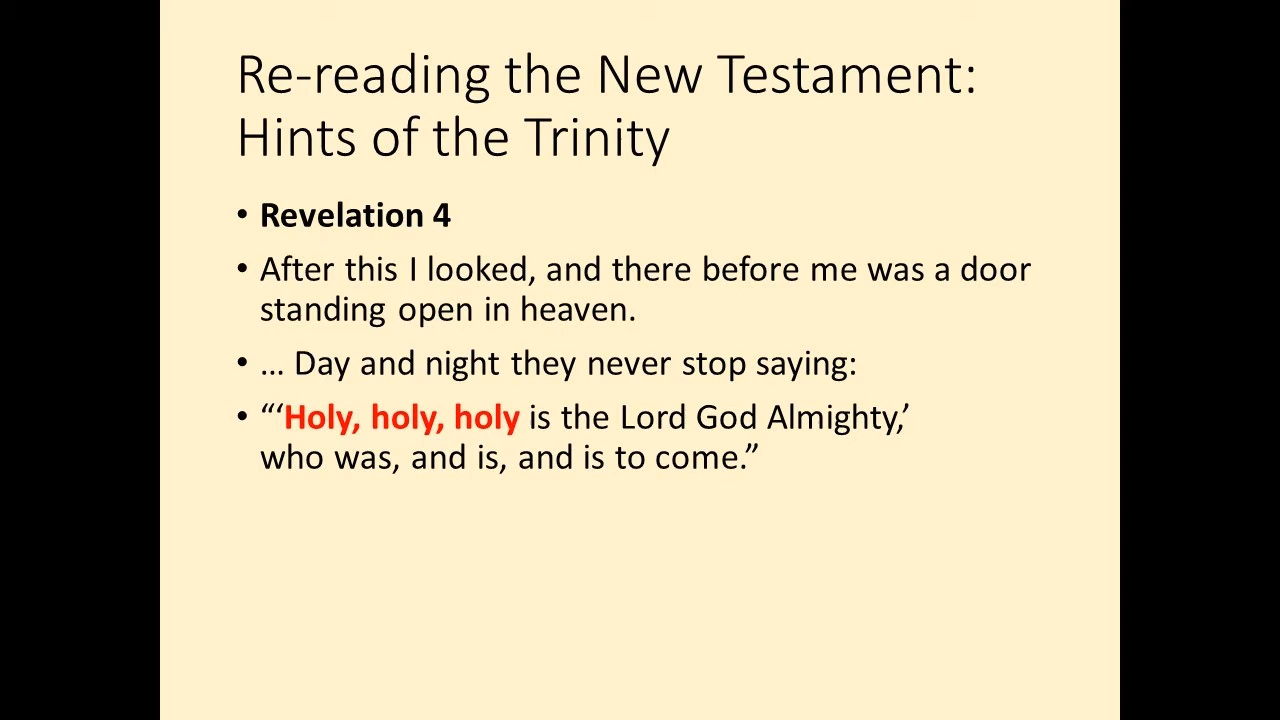 Re-reading the New Testament:
Hints of the Trinity
• Revelation 4
• After this I looked, and there before me was a door
standing open in heaven.
• … Day and night they never stop saying:
• “‘Holy, holy, holy is the Lord God Almighty,’
who was, and is, and is to come.”